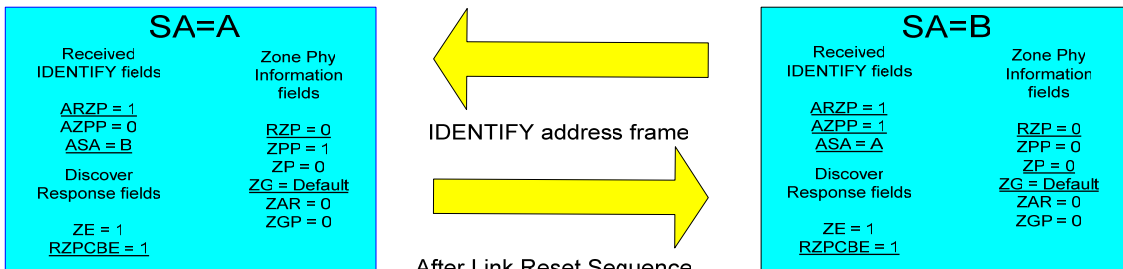 SA=A
Received
IDENTIFY fields
ARZP = 1
AZPP = 0
ASA = B
Discover
Response fields
ZE = 1
RZPCBE = 1
Zone Phy
Information
fields
RZP = 0
ZPP = 1
ZP = 0
ZG = Default
ZAR = 0
ZGP = 0
IDENTIFY address frame
After Link Reset Sequence
SA=B
Received
IDENTIFY fields
ARZP = 1
AZPP = 1
ASA = A
Discover
Response fields
ZE = 1
RZPCBE = 1
Zone Phy
Information
fields
RZP = 0
ZPP = 0
ZP = 0
ZG = Default
ZAR = 0
ZGP = 0